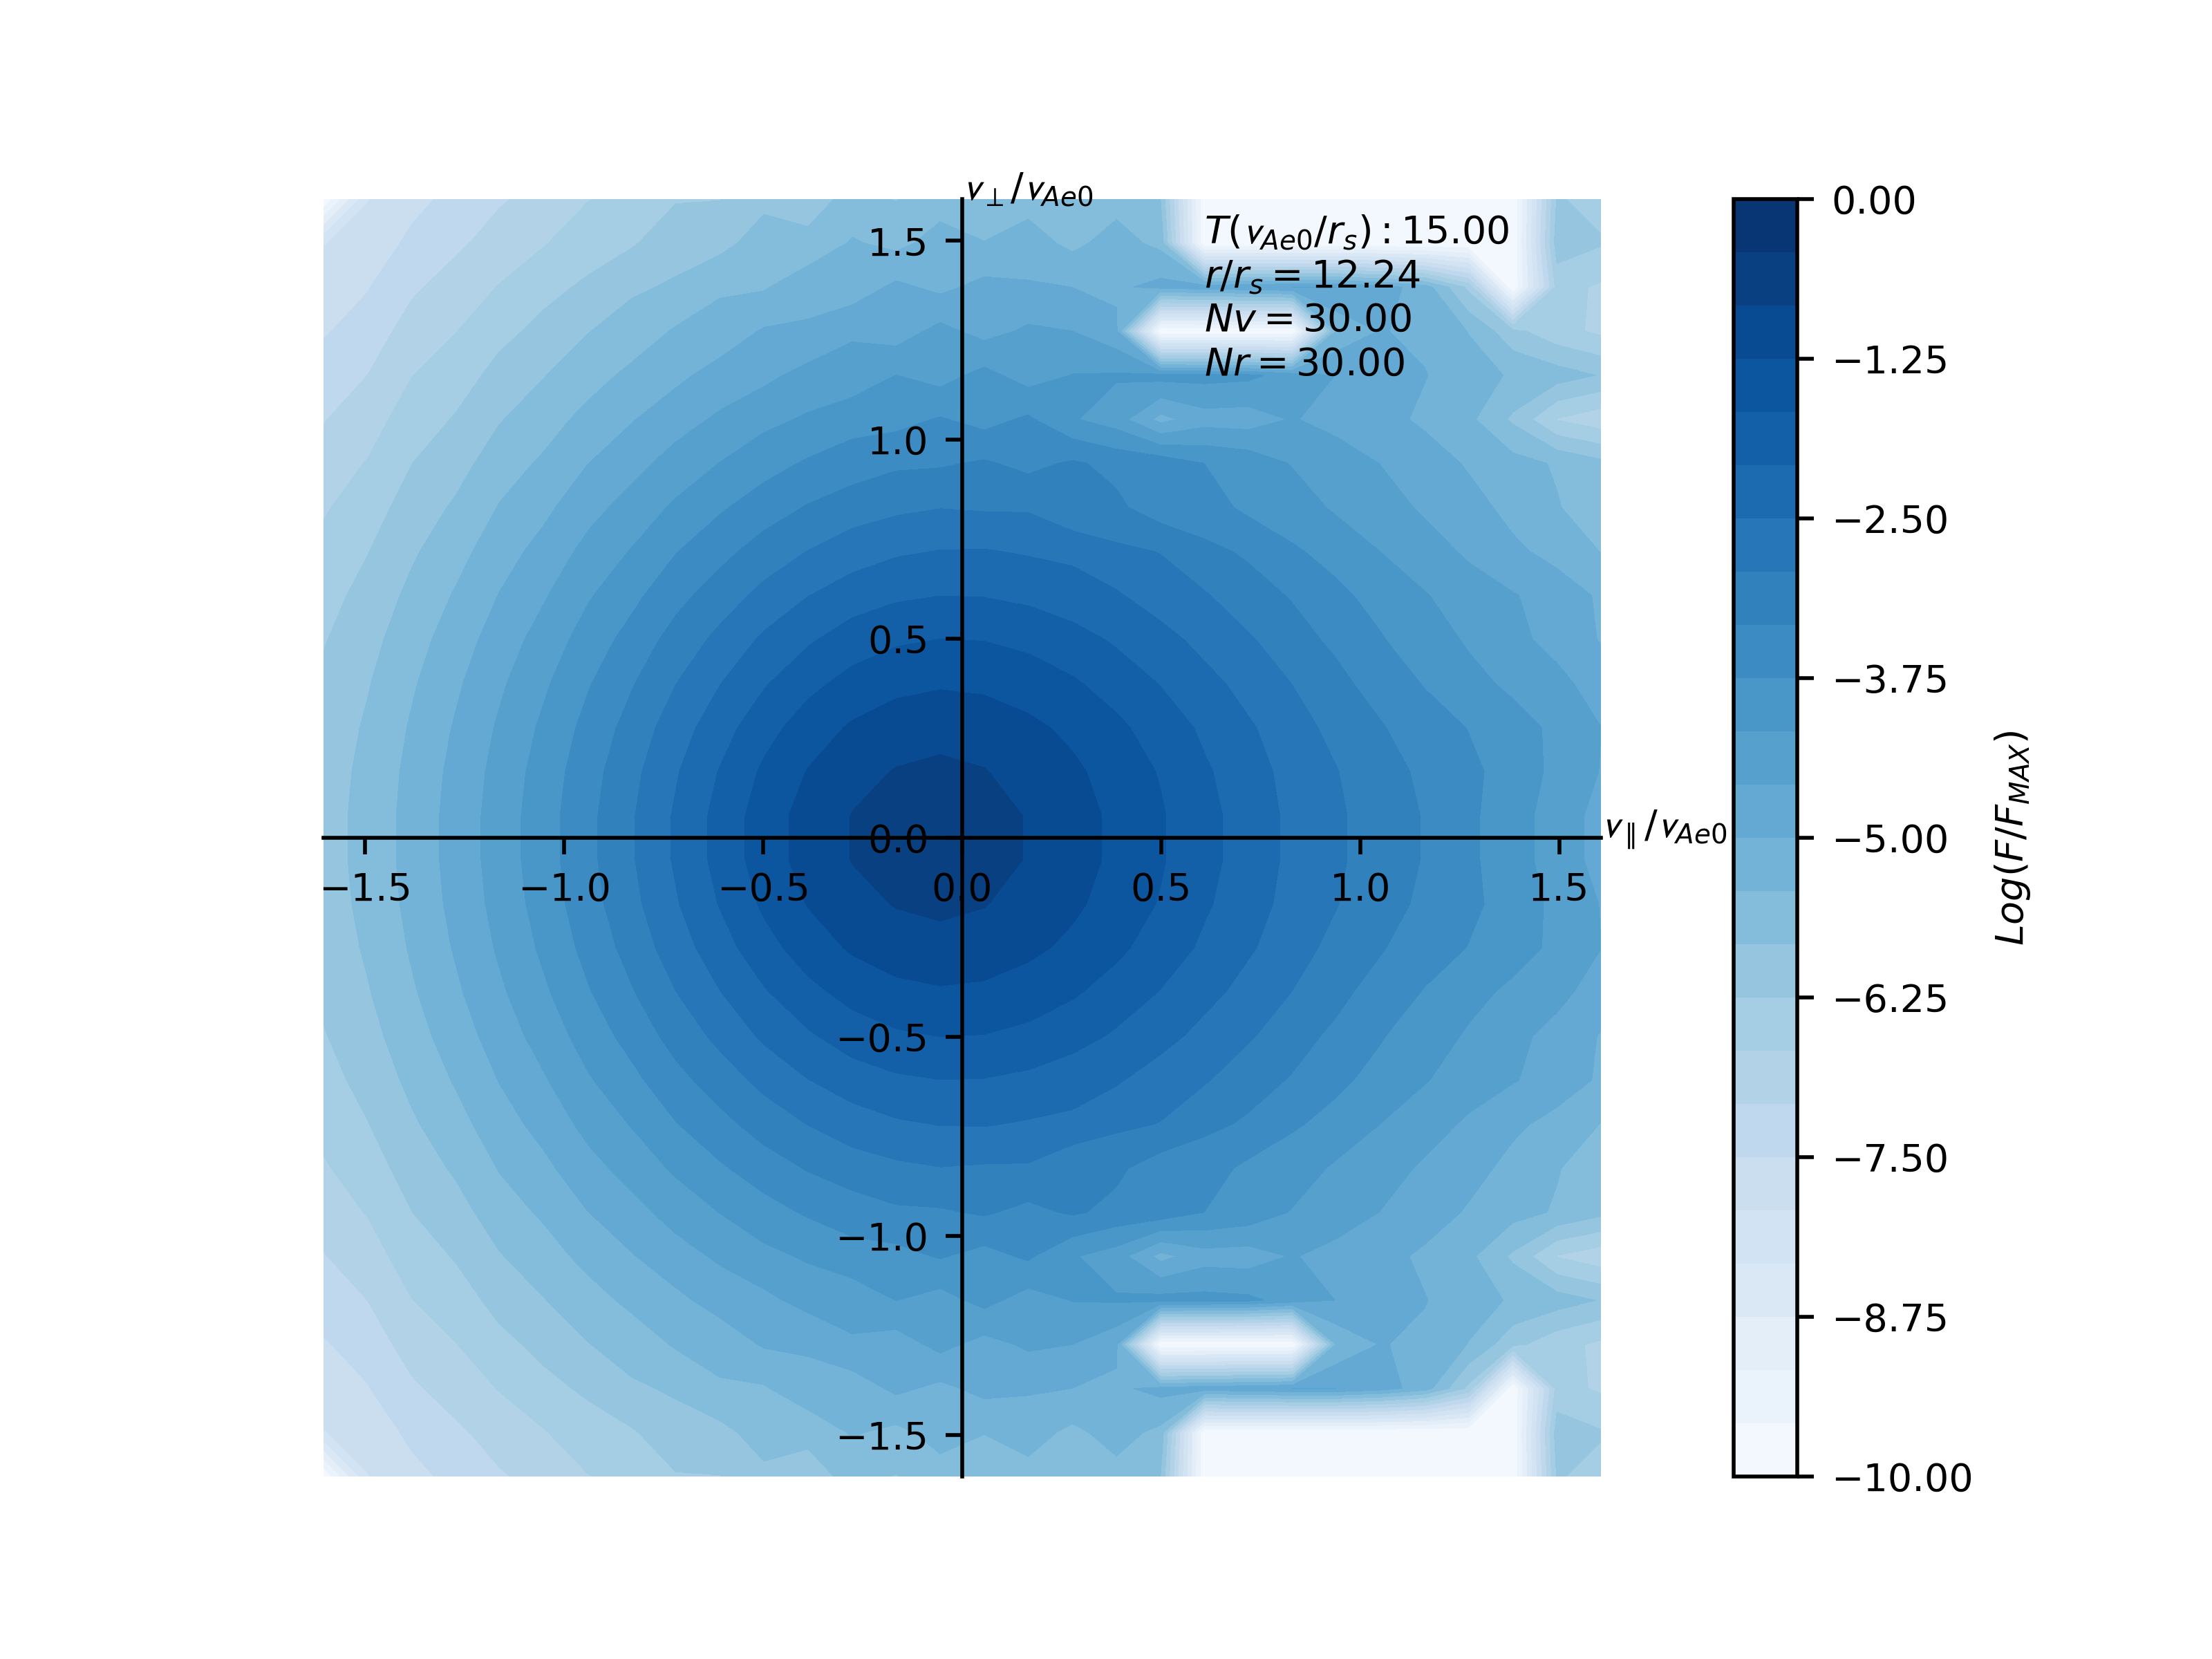 v⊥/vAe0
T(vAe0/rs) : 15.00
r/rs = 12.24
Nv = 30.00
Nr = 30.00
1.5
1.0
0.5
0.0
−0.5
−1.0
−1.5
−1.5 −1.0 −0.5 0.0 0.5 1.0 1.5
v∥/vAe0
0.00
−1.25
−2.50
−3.75
−5.00
−6.25
−7.50
−8.75
−10.00
Log(F/FMAX)